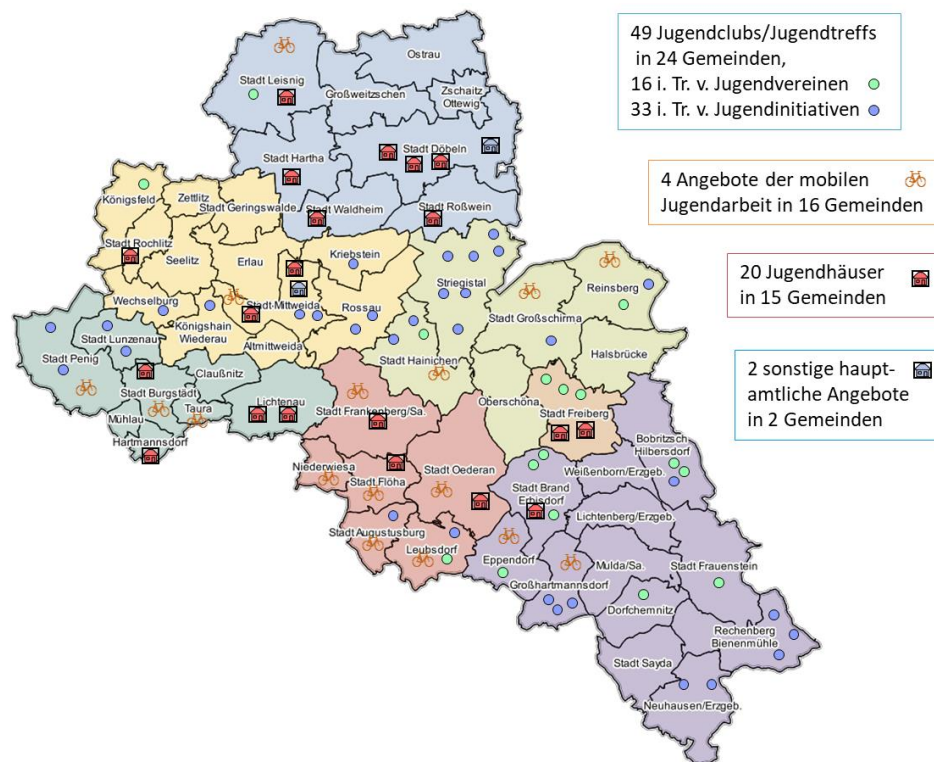 49 Jugendclubs/Jugendtreffs
in 24 Gemeinden,
16 i. Tr. v. Jugendvereinen
33 i. Tr. v. Jugendinitiativen
4 Angebote der mobilen
Jugendarbeit in 16 Gemeinden
20 Jugendhäuser
in 15 Gemeinden
2 sonstige haupt-
amtliche Angebote
in 2 Gemeinden
Ostrau
Stadt Leisnig
Großweitzschen
Zschaitz
Ottewig
Stadt Hartha
Stadt Döbeln
Königsfeld
Zettlitz
Stadt Geringswalde
Stadt Waldheim
Stadt Roßwein
Stadt Rochlitz
Seelitz
Erlau
Kriebstein
Striegistal
Reinsberg
Wechselburg
Stadt Mittweida
Rossau
Stadt Großschirma
Königshain
Wiederau
Altmittweida
Stadt Lunzenau
Stadt Penig
Stadt Hainichen
Halsbrücke
Claußnitz
Stadt Burgstädt
Taura
Mühlau
Lichtenau
Hartmannsdorf
Stadt Frankenberg/Sa.
Oberschöna
Stadt Freiberg
Bobritzsch
Hilbersdorf
Niederwiesa
Stadt Flöha
Stadt Oederan
Weißenborn/Erzgeb.
Stadt Brand
Erbisdorf
Lichtenberg/Erzgeb.
Stadt Augustusburg
Leubsdorf
Eppendorf
Großhartmannsdorf
Mulda/Sa.
Stadt Frauenstein
Dorfchemnitz
Rechenberg
Bienenmühle
Stadt Sayda
Neuhausen/Erzgeb.